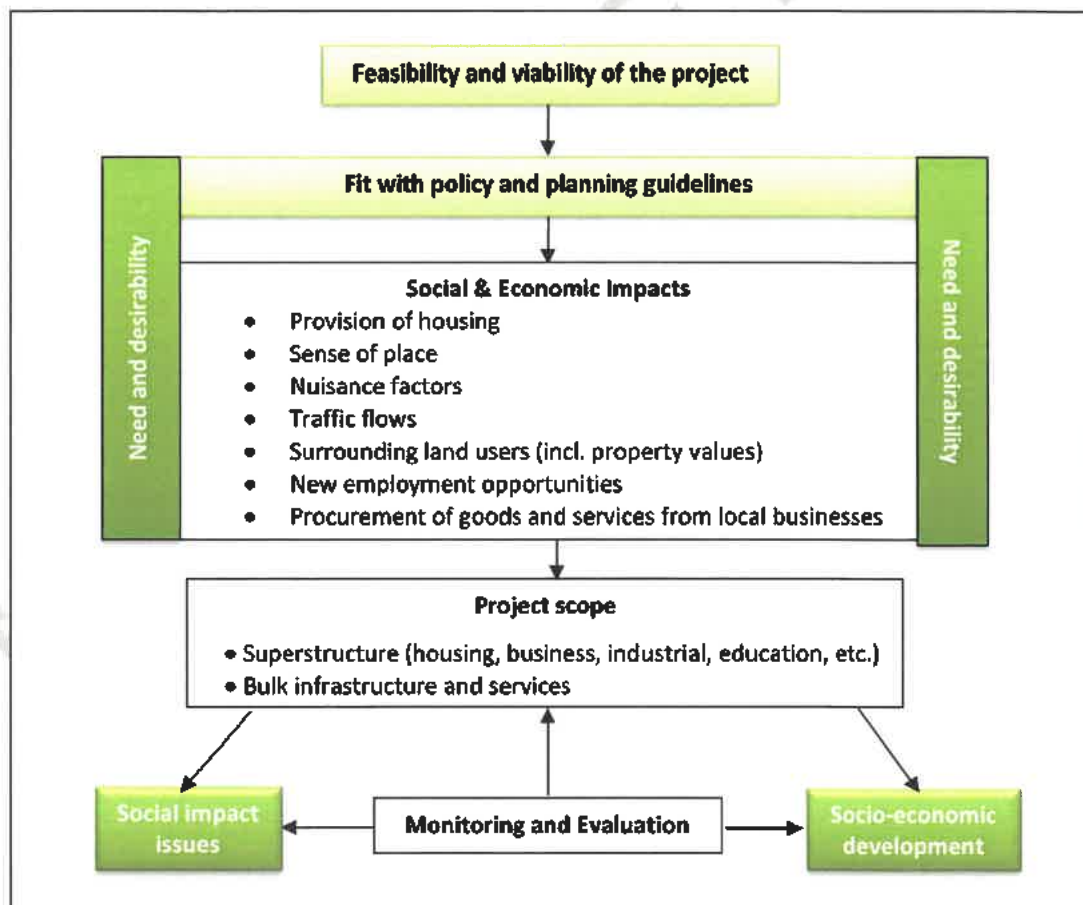 Feasibility and viability of the project
Fit with policy and planning guidelines
Need and desirability
Need and desirability
Social & Economic Impacts
• Provision of housing
• Sense of place
• Nuisance factors
• Traffic flows
• Surrounding land users (incl. property values)
• New employment opportunities
• Procurement of goods and services from local businesses
Project scope
• Superstructure (housing, business, industrial, education, etc.)
• Bulk infrastructure and services
Social impact
issues
Monitoring and Evaluation
Socio-economic
development